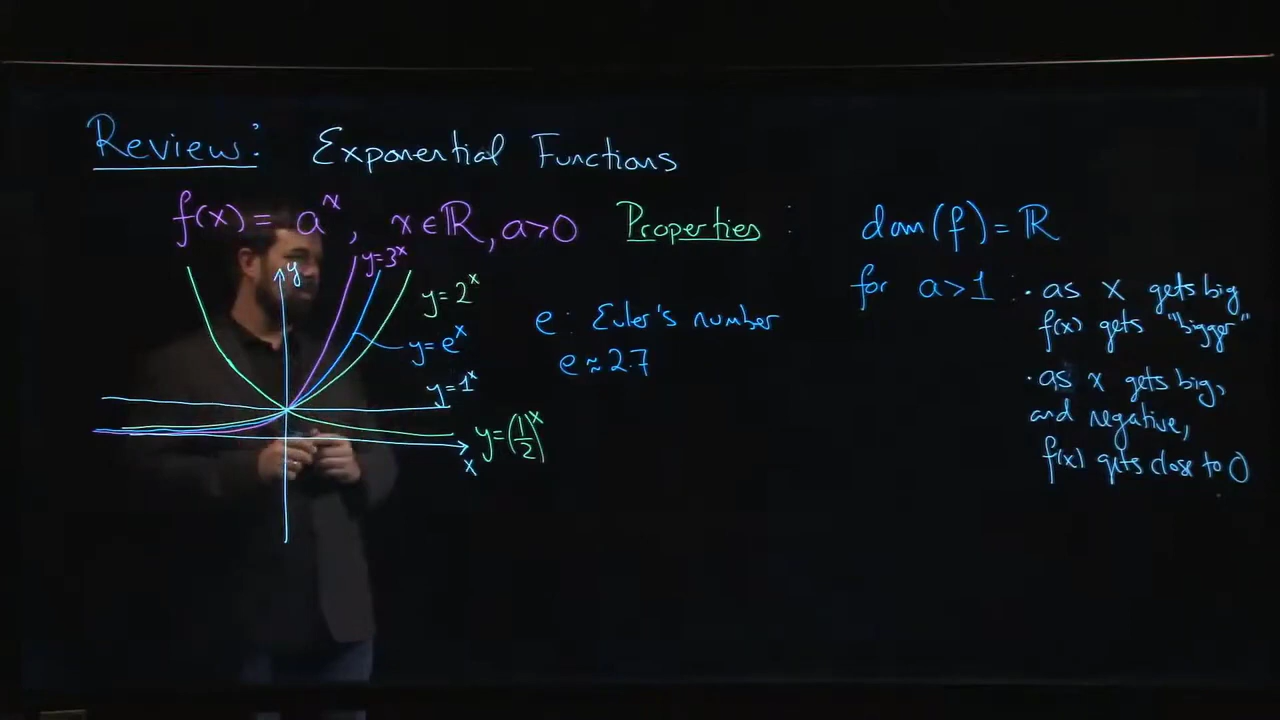 Review: Exponential Functions
f(x) = a^x, x ∈ ℝ, a>0
y
y=3^x
y=2^x
y=e^x
y=1^x
y=(1/2)^x
x
e: Euler's number
e≈2.7
Properties:
dom(f)=ℝ
for a>1: · as x gets big
f(x) gets "bigger"
· as x gets big,
and negative,
f(x) gets close to 0